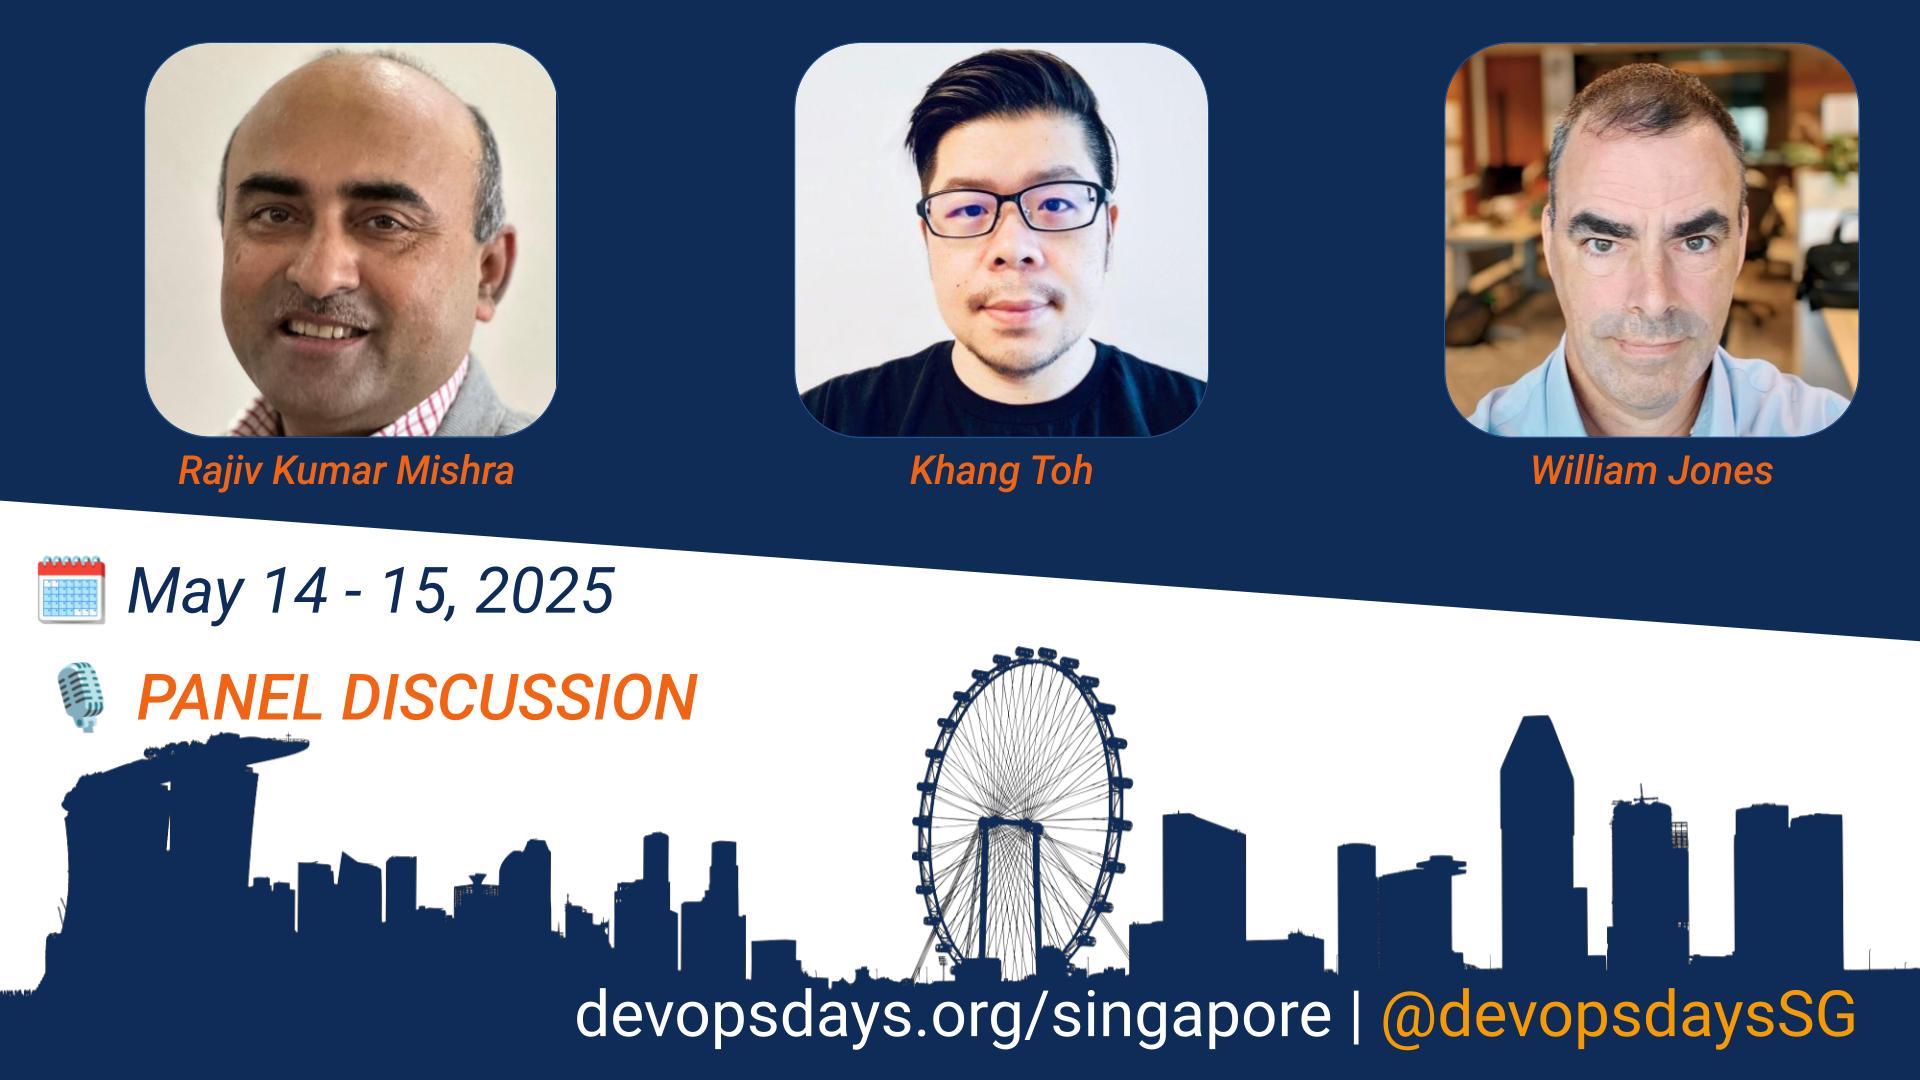 Rajiv Kumar Mishra
Khang Toh
William Jones
May 14 - 15, 2025
PANEL DISCUSSION
devopsdays.org/singapore | @devopsdaysSG